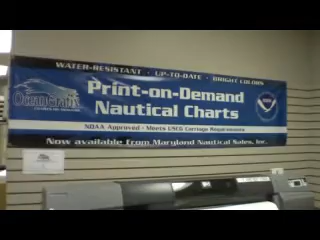 WATER-RESISTANT · UP-TO-DATE · BRIGHT COLORS
OceanGrafix
Print-on-Demand
Nautical Charts
NOAA Approved · Meets USCG Carriage Requirements
Now available from Maryland Nautical Sales, Inc.